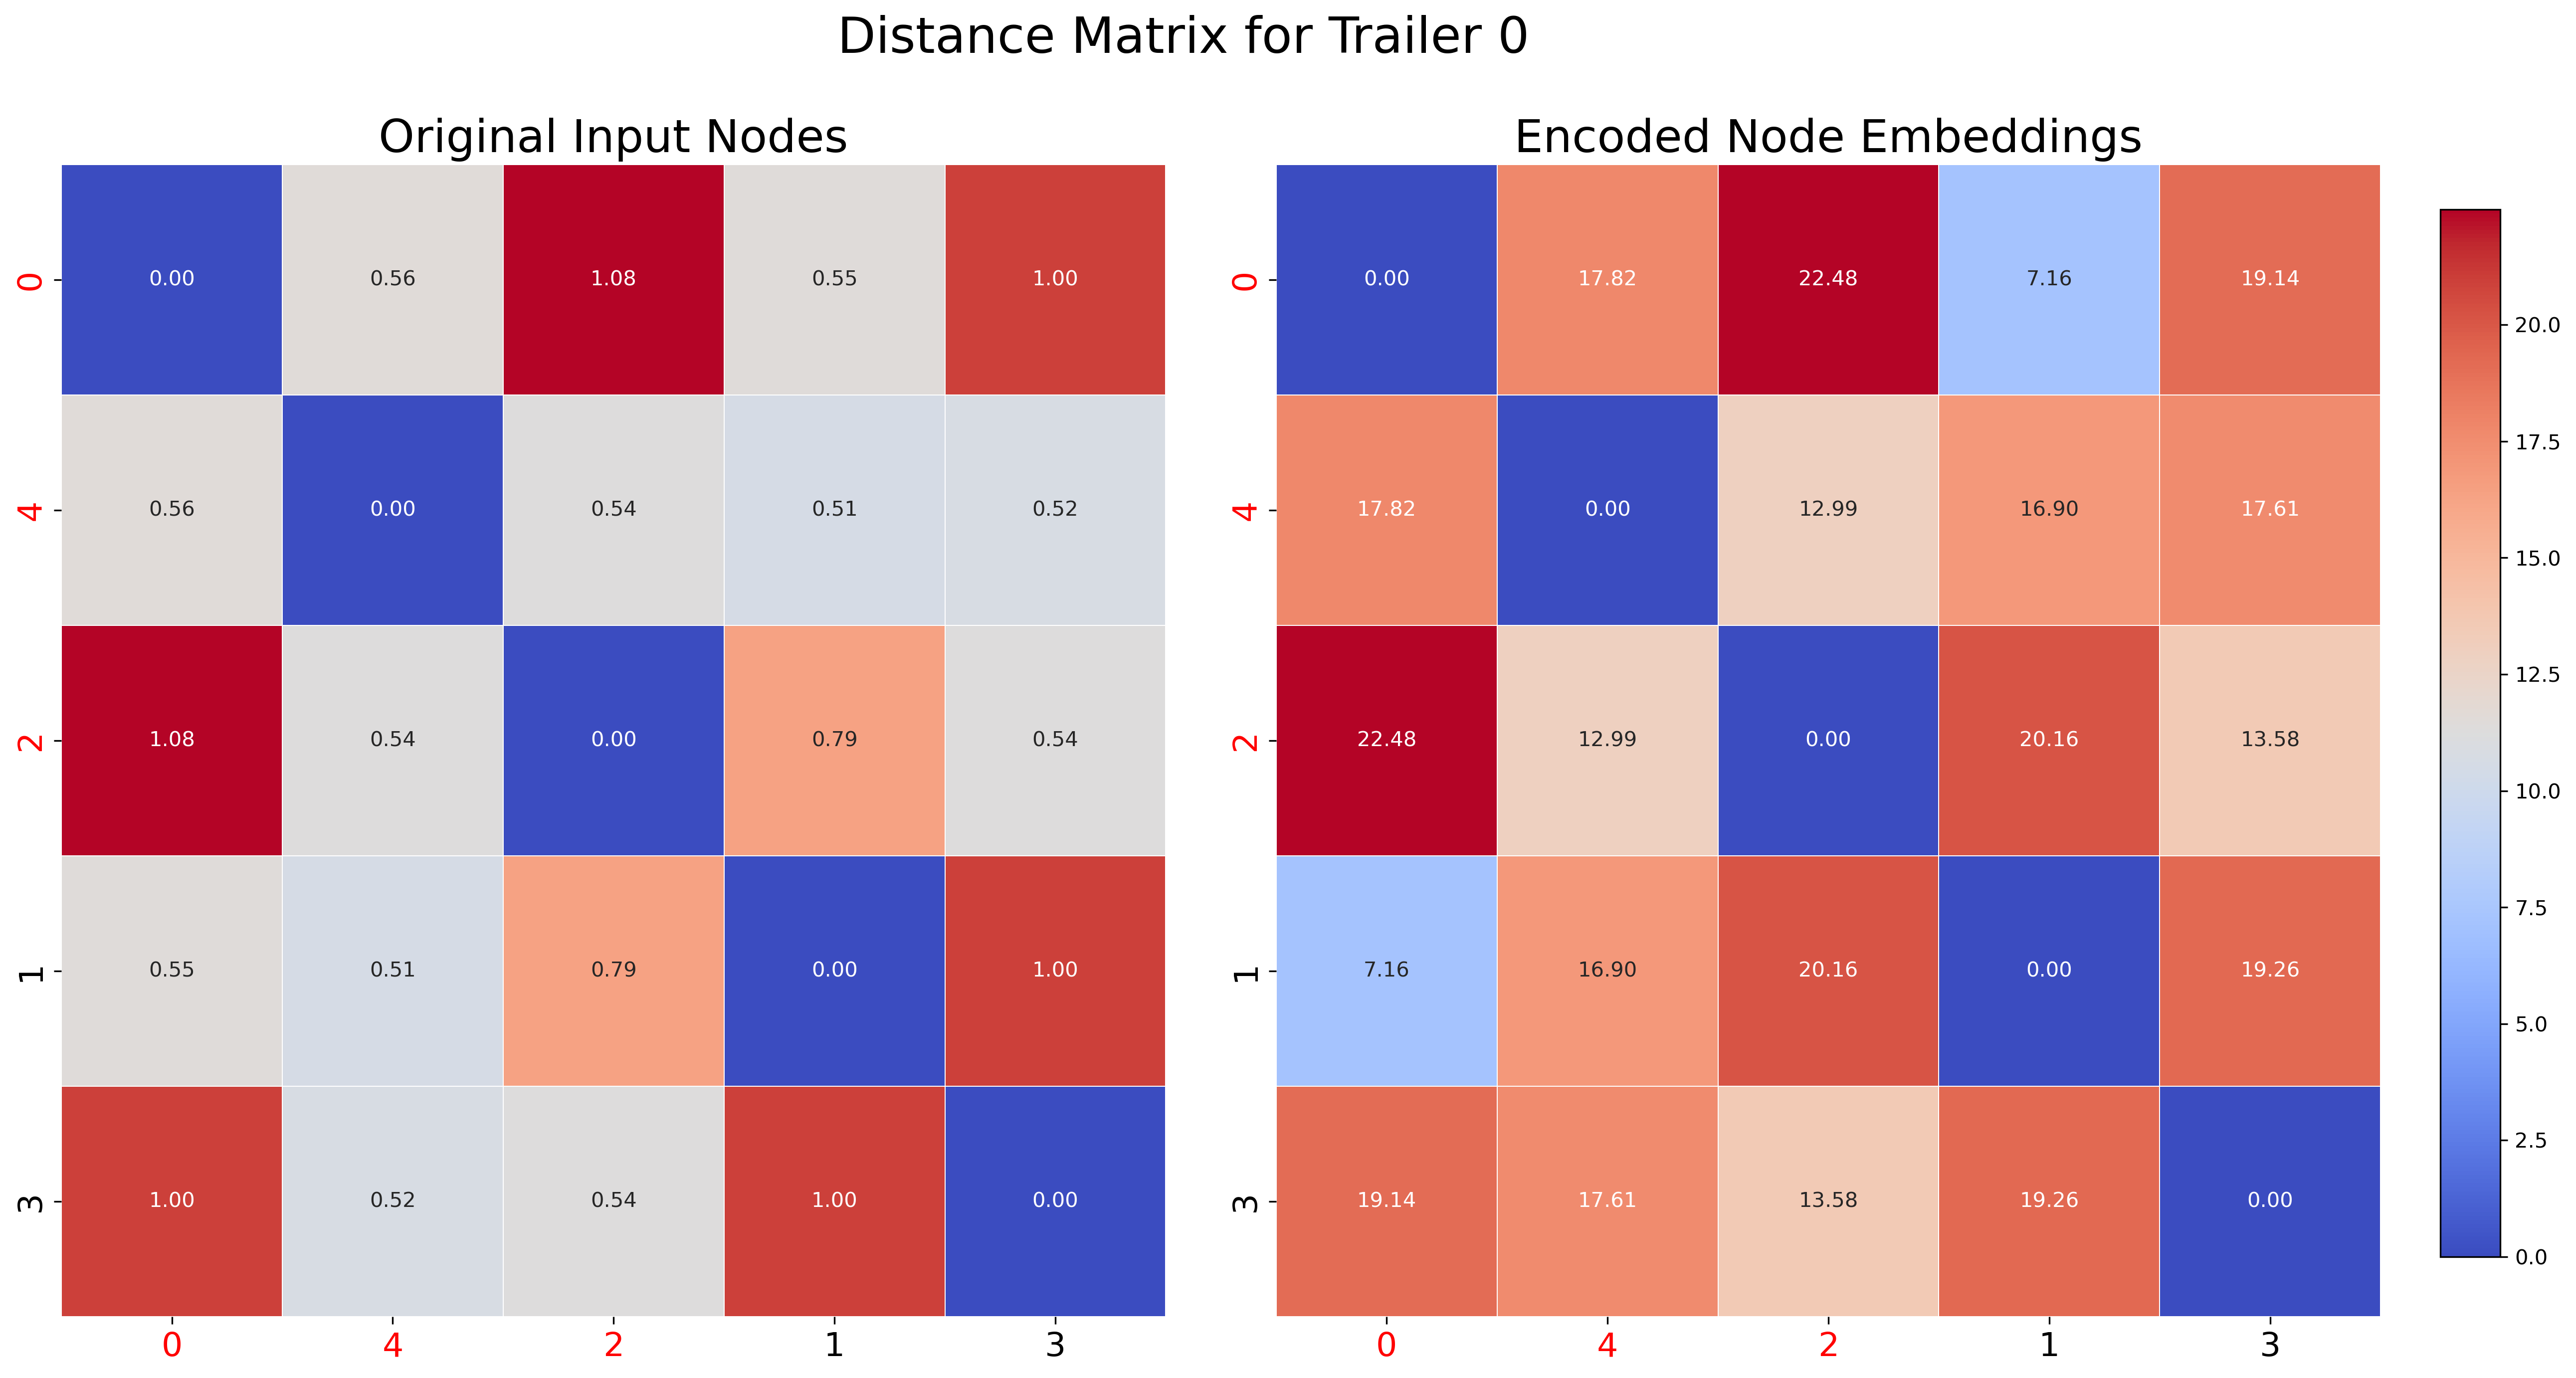 Distance Matrix for Trailer 0
Original Input Nodes
0 0.00 0.56 1.08 0.55 1.00
4 0.56 0.00 0.54 0.51 0.52
2 1.08 0.54 0.00 0.79 0.54
1 0.55 0.51 0.79 0.00 1.00
3 1.00 0.52 0.54 1.00 0.00
0 4 2 1 3
Encoded Node Embeddings
0 0.00 17.82 22.48 7.16 19.14
4 17.82 0.00 12.99 16.90 17.61
2 22.48 12.99 0.00 20.16 13.58
1 7.16 16.90 20.16 0.00 19.26
3 19.14 17.61 13.58 19.26 0.00
0 4 2 1 3
20.0
17.5
15.0
12.5
10.0
7.5
5.0
2.5
0.0